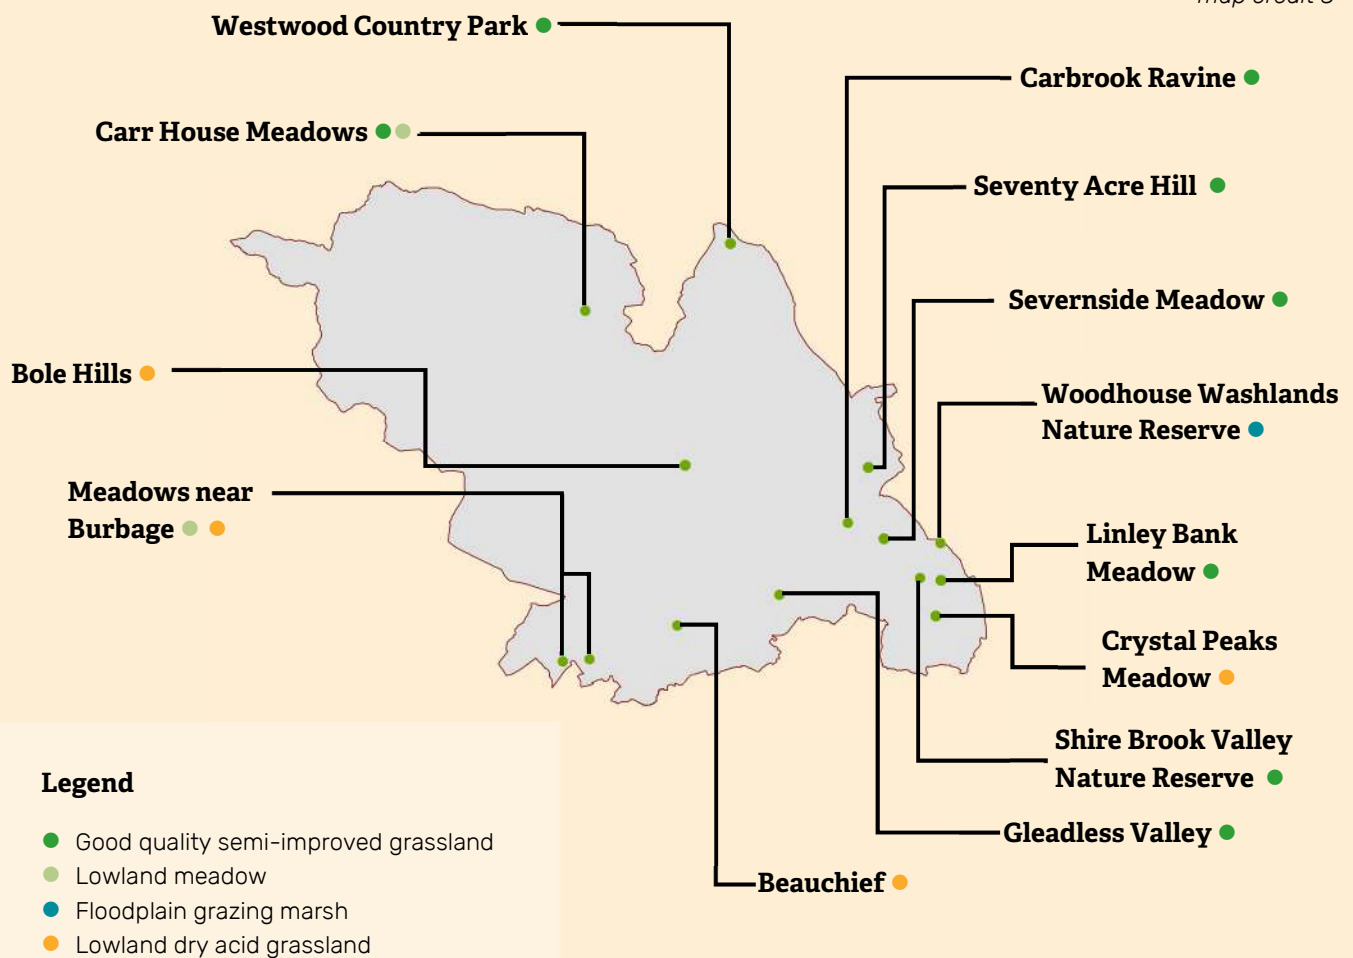 map credit
Westwood Country Park
Carbrook Ravine
Carr House Meadows
Seventy Acre Hill
Severnside Meadow
Bole Hills
Woodhouse Washlands
Nature Reserve
Meadows near
Burbage
Linley Bank
Meadow
Crystal Peaks
Meadow
Shire Brook Valley
Nature Reserve
Gleadless Valley
Beauchief
Legend
Good quality semi-improved grassland
Lowland meadow
Floodplain grazing marsh
Lowland dry acid grassland